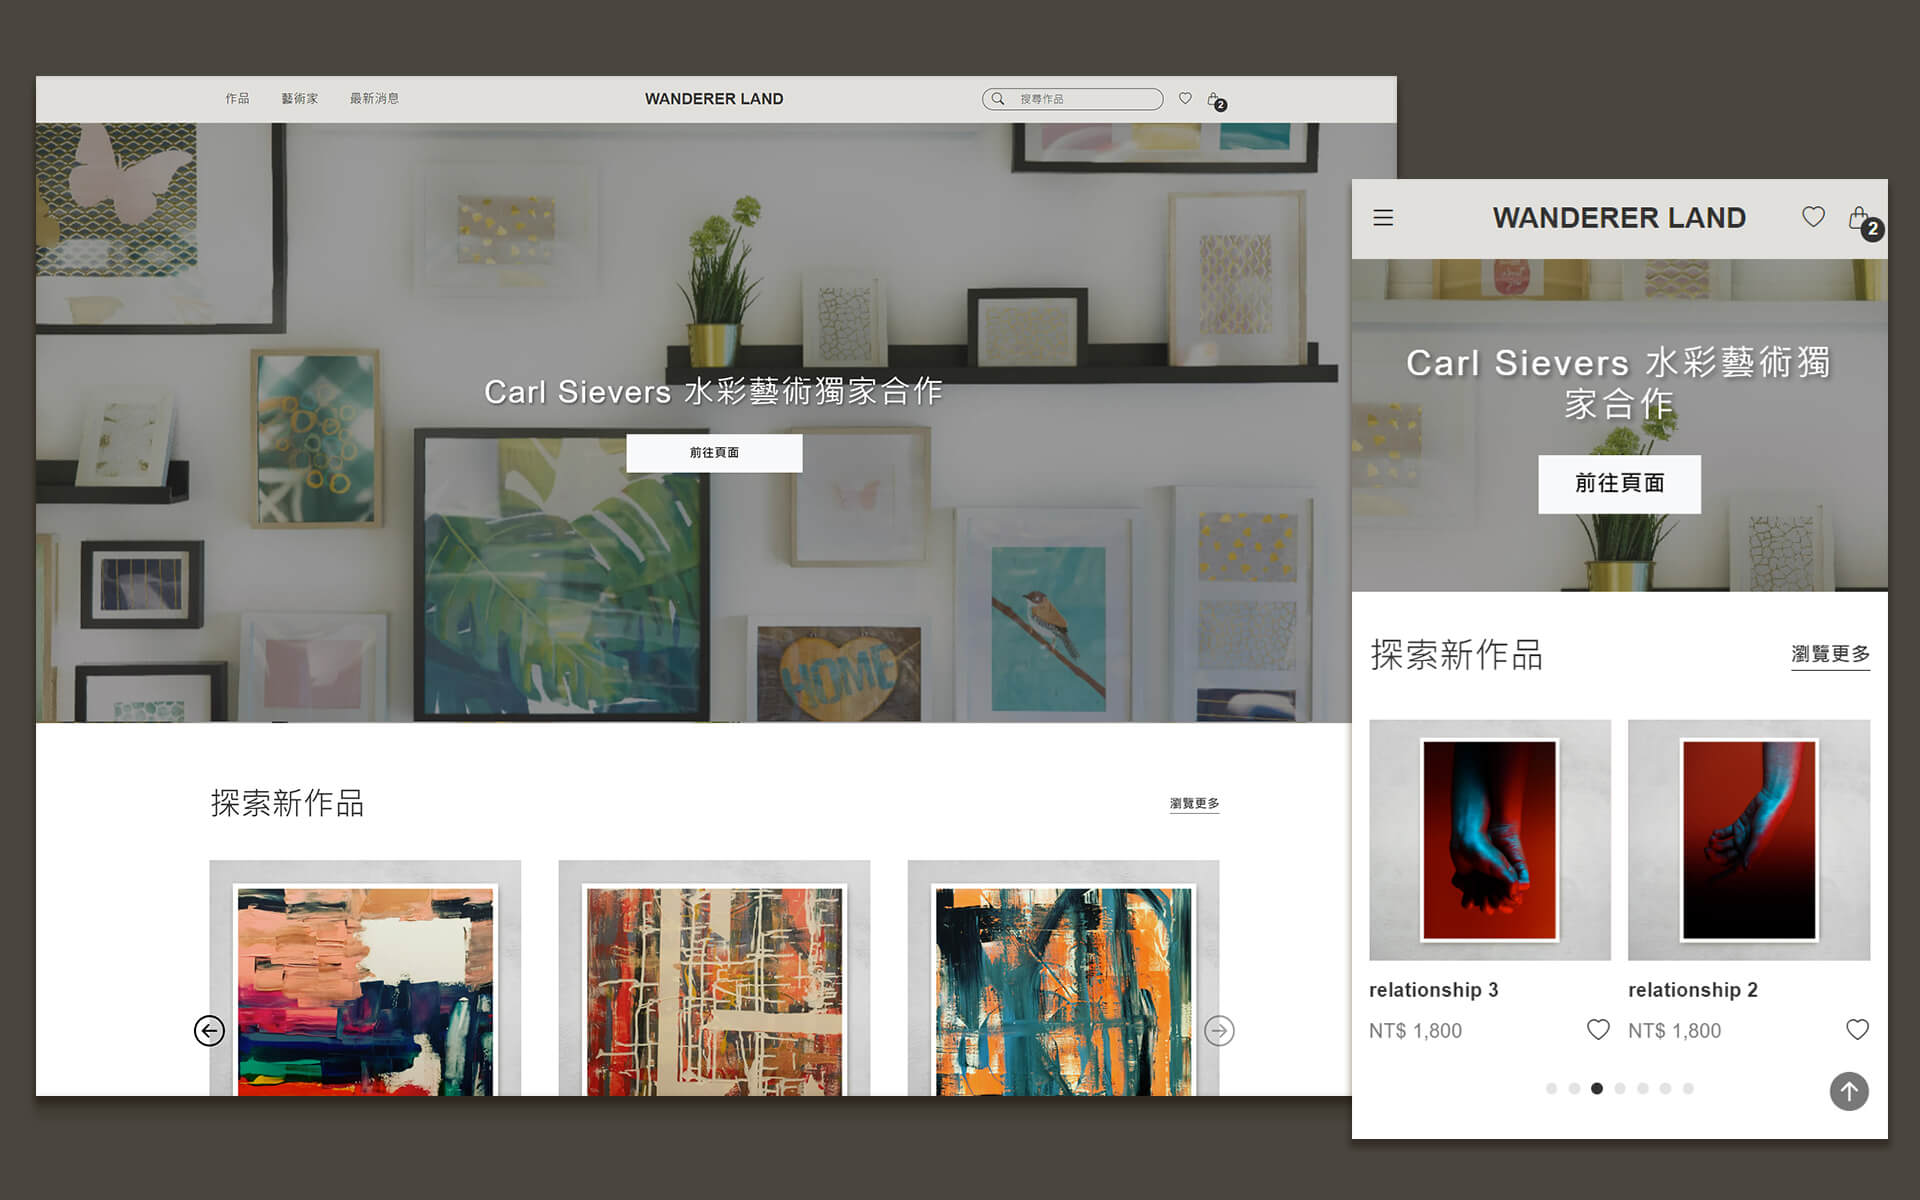 作品 藝術家 最新消息 WANDERER LAND 搜尋作品 2
Carl Sievers 水彩藝術獨家合作
前往頁面
HOME
探索新作品 瀏覽更多
WANDERER LAND 2
Carl Sievers 水彩藝術獨
家合作
前往頁面
探索新作品 瀏覽更多
relationship 3 relationship 2
NT$ 1,800 NT$ 1,800